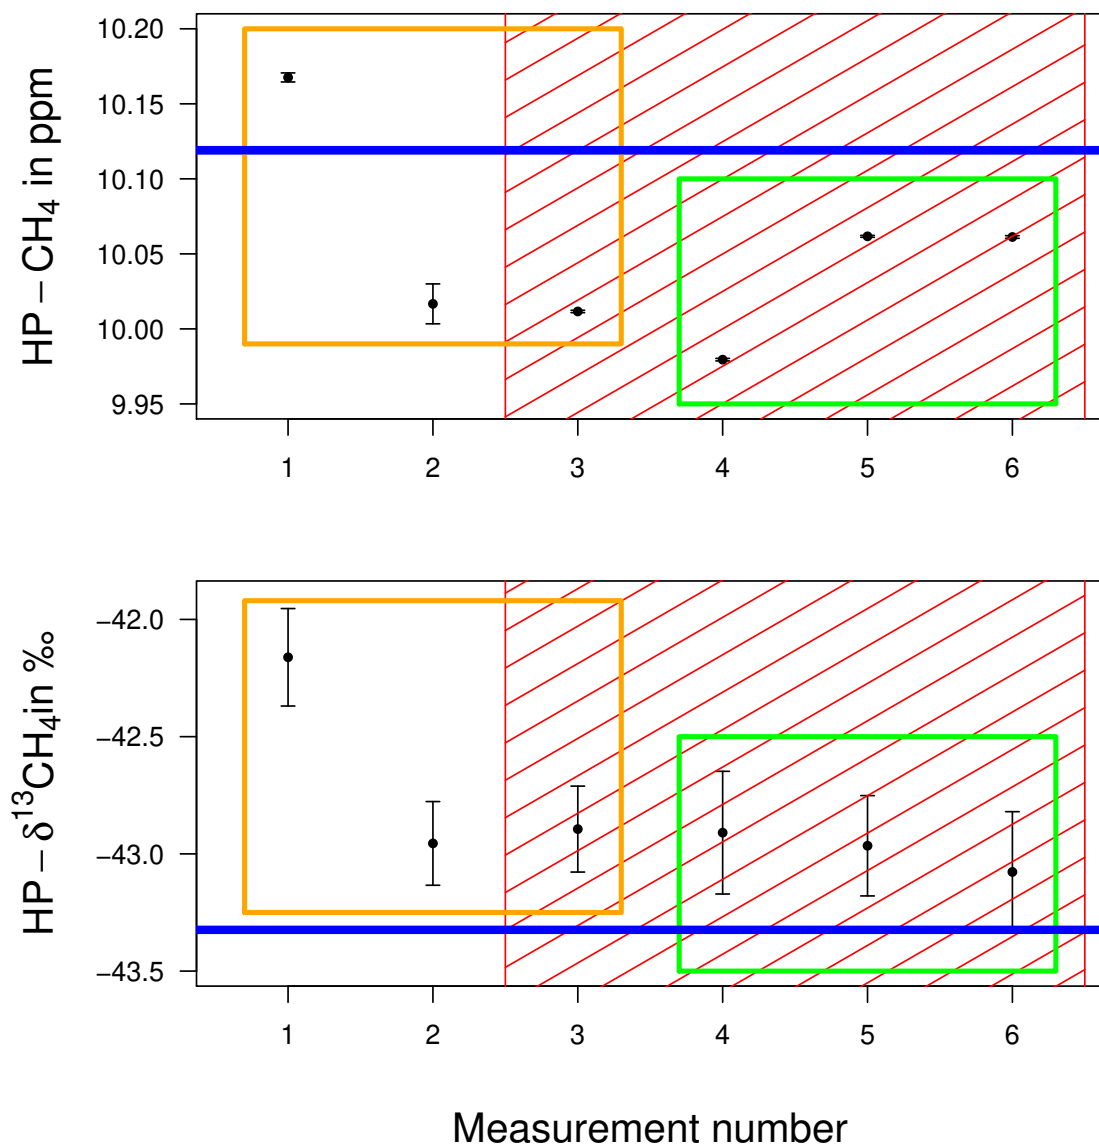 HP − CH₄ in ppm
10.20
10.15
10.10
10.05
10.00
9.95
1 2 3 4 5 6
HP − δ¹³CH₄in ‰
−42.0
−42.5
−43.0
−43.5
1 2 3 4 5 6
Measurement number